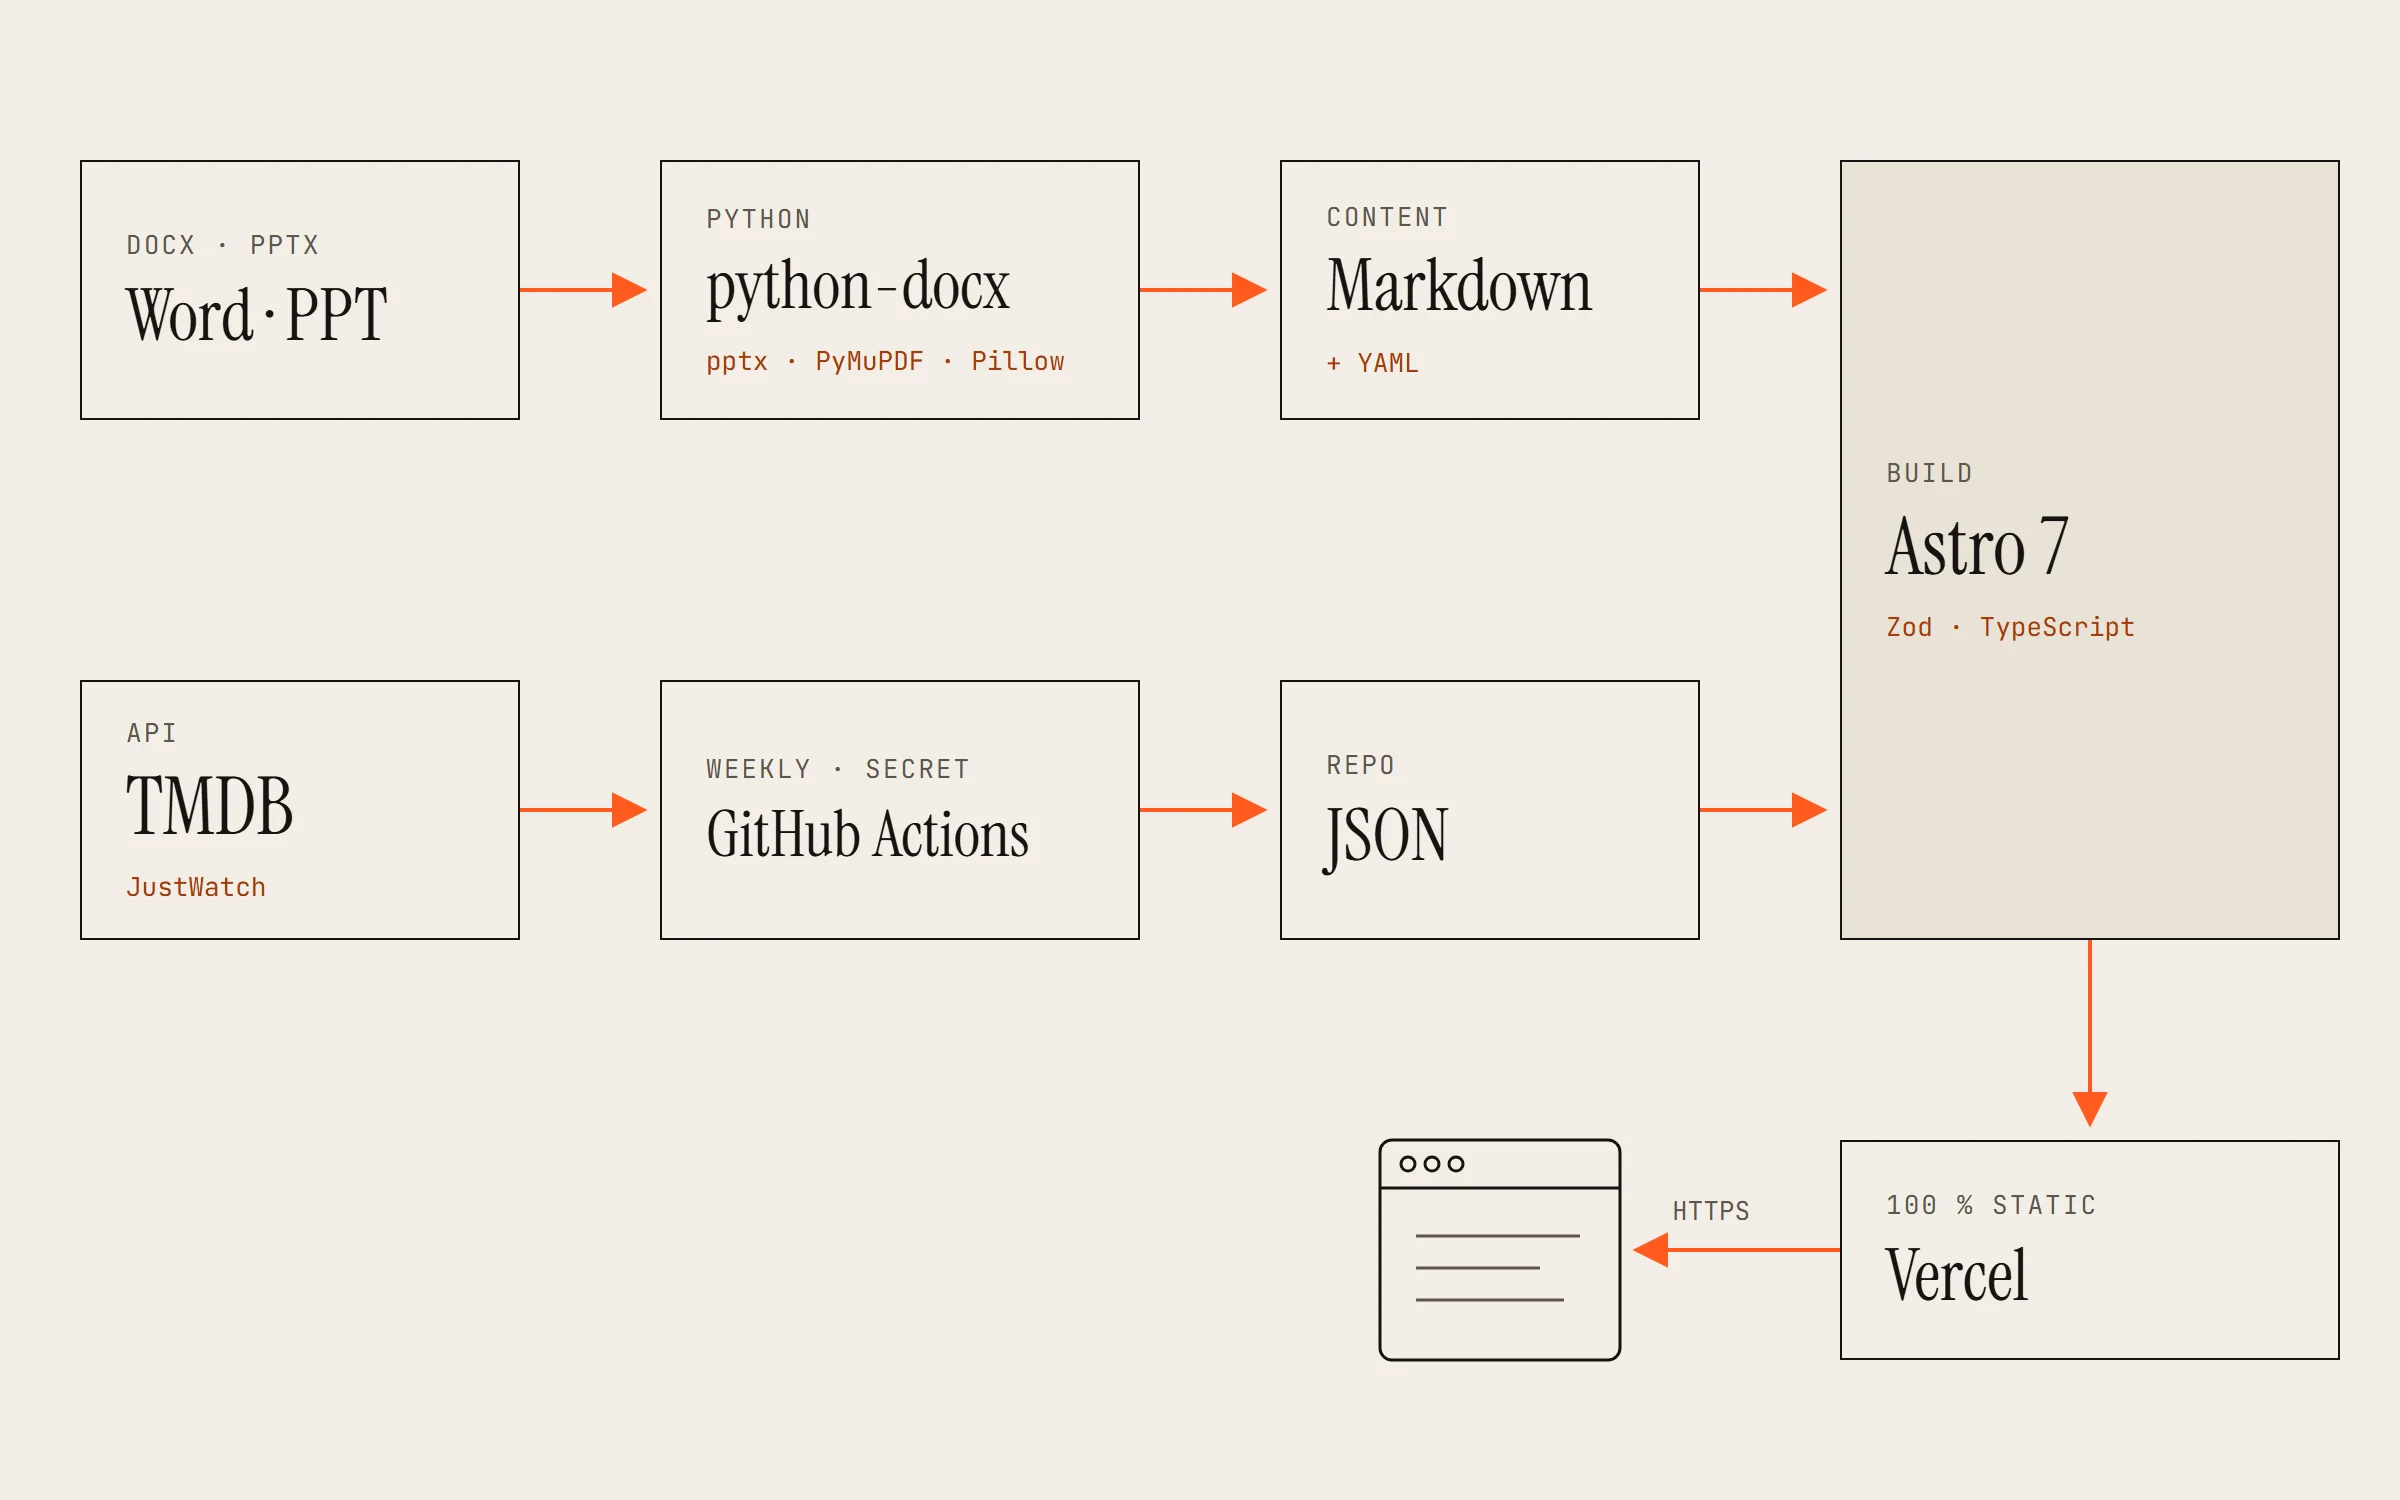 DOCX · PPTX
Word · PPT
PYTHON
python-docx
pptx · PyMuPDF · Pillow
CONTENT
Markdown
+ YAML
BUILD
Astro 7
Zod · TypeScript
API
TMDB
JustWatch
WEEKLY · SECRET
GitHub Actions
REPO
JSON
HTTPS
100 % STATIC
Vercel